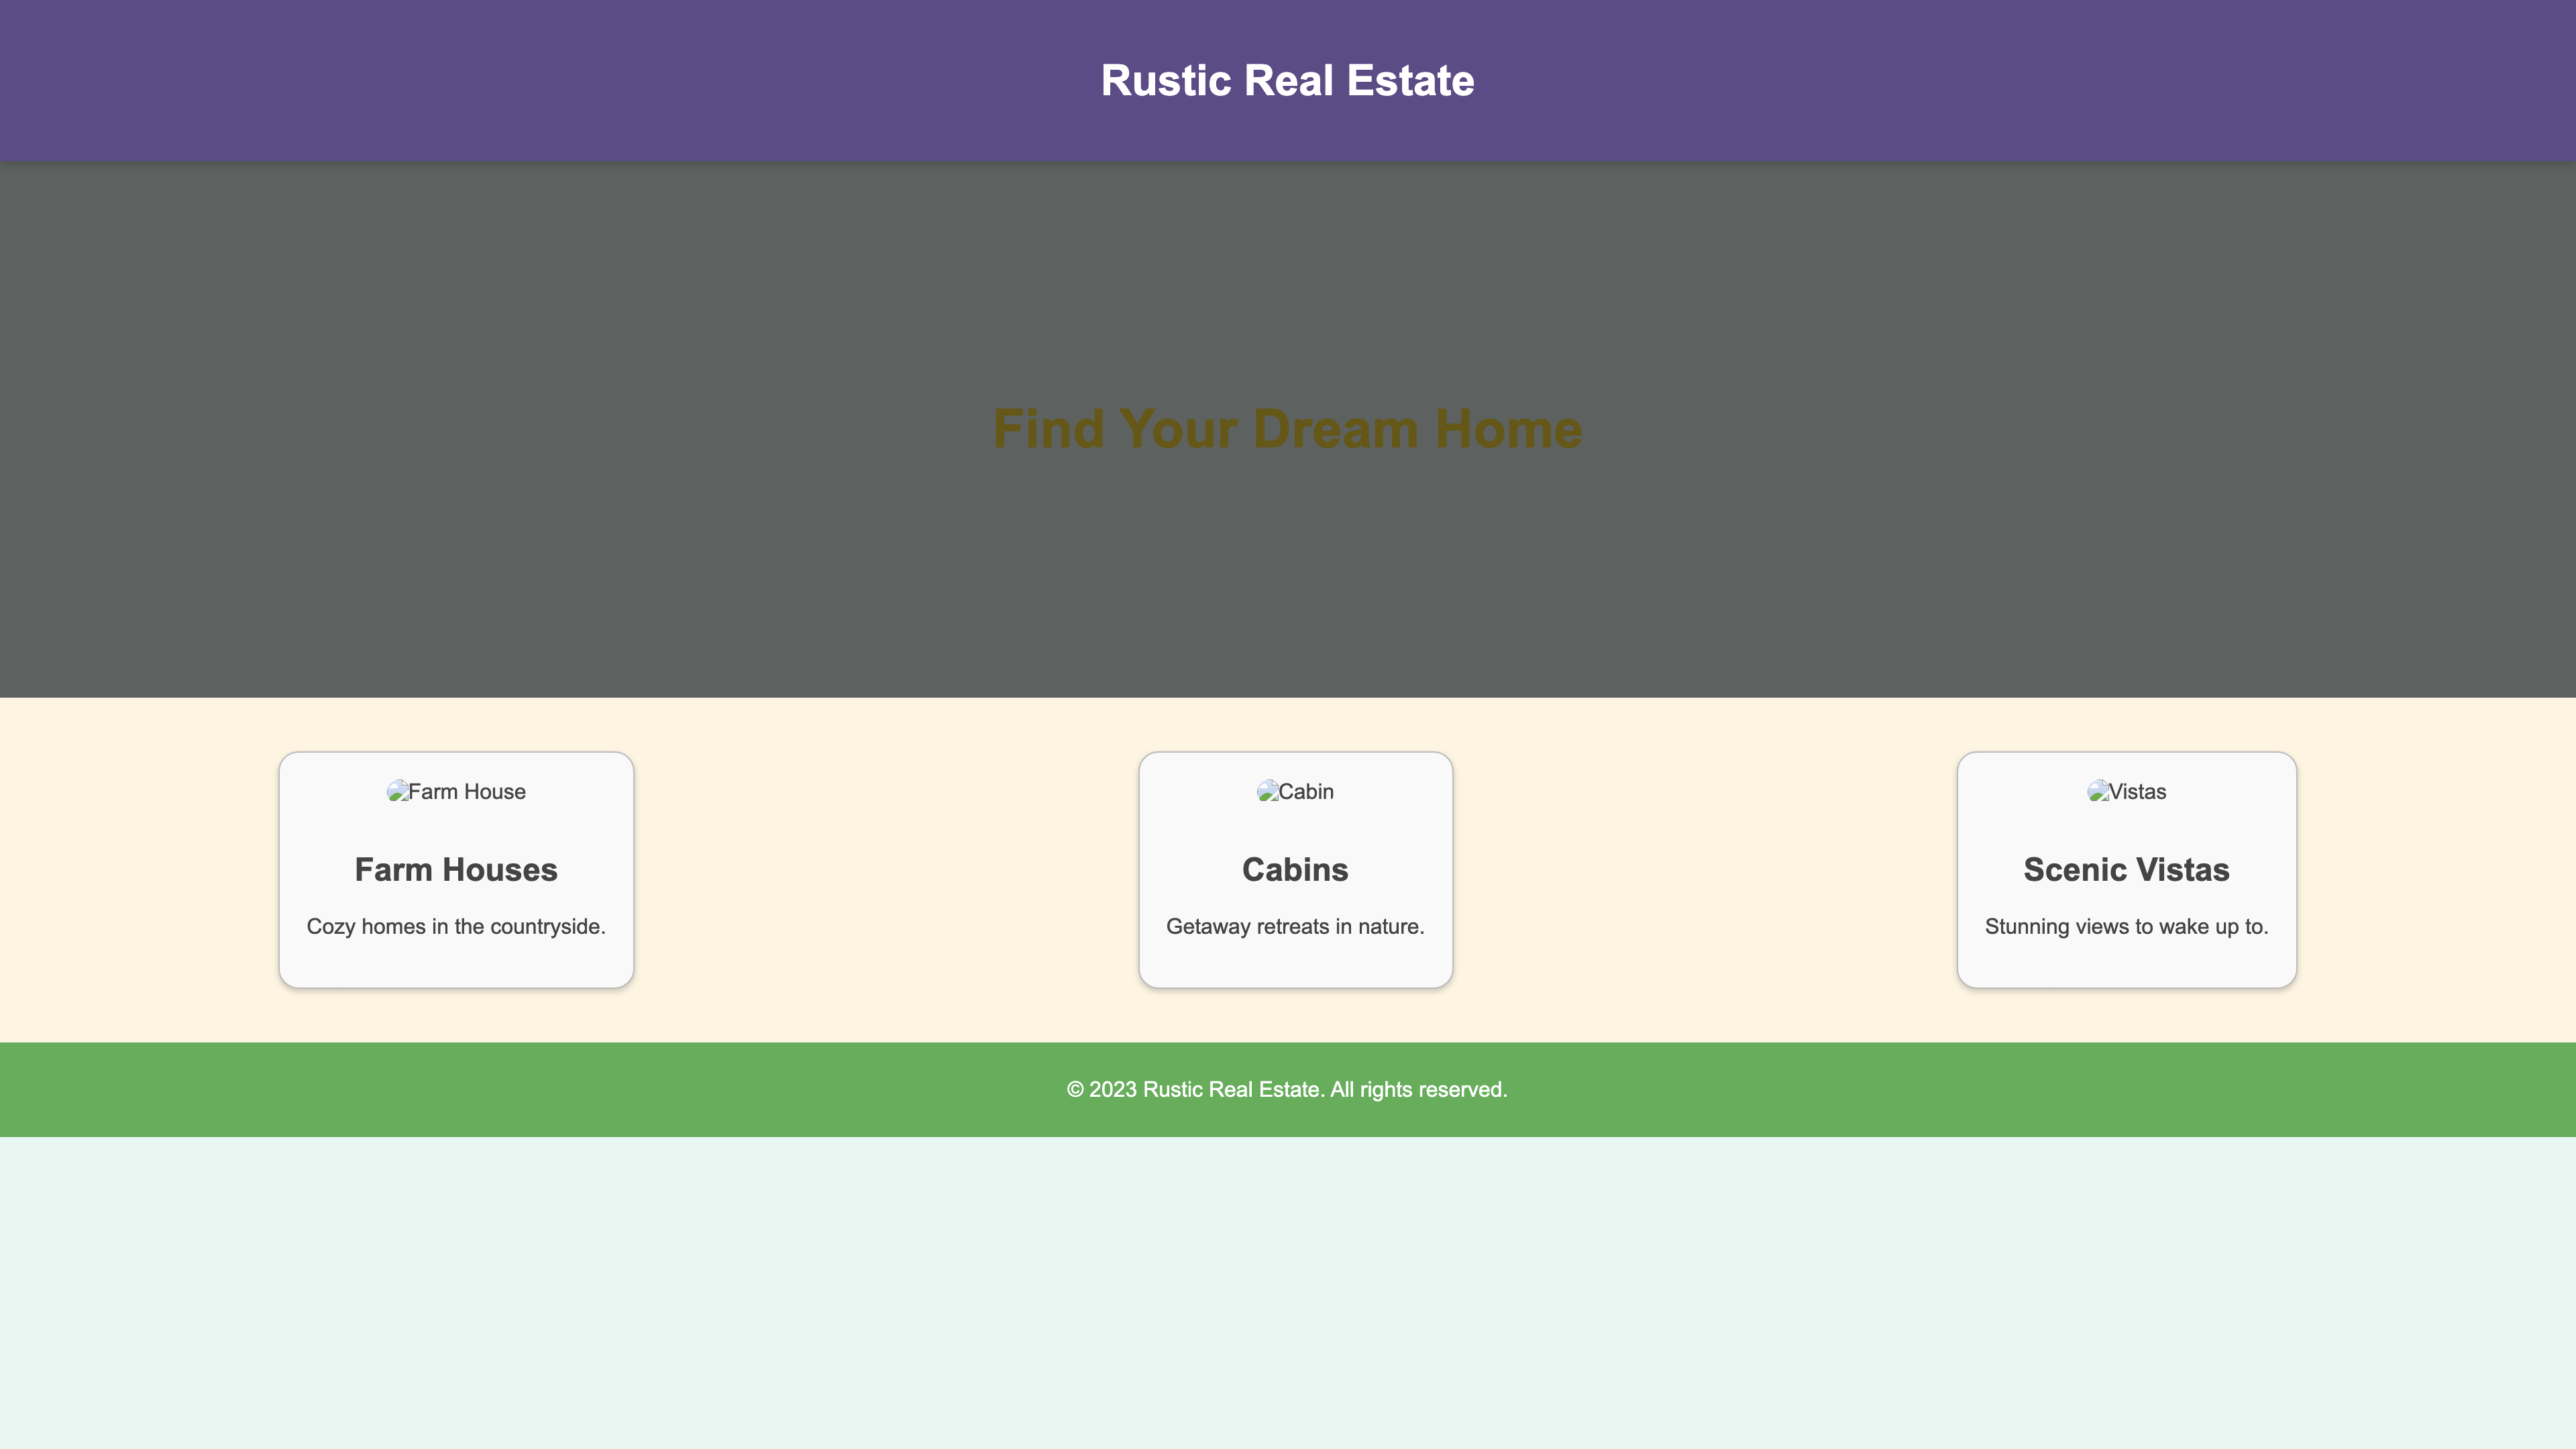 Rustic Real Estate
Find Your Dream Home
Farm House
Farm Houses
Cozy homes in the countryside.
Cabin
Cabins
Getaway retreats in nature.
Vistas
Scenic Vistas
Stunning views to wake up to.
© 2023 Rustic Real Estate. All rights reserved.